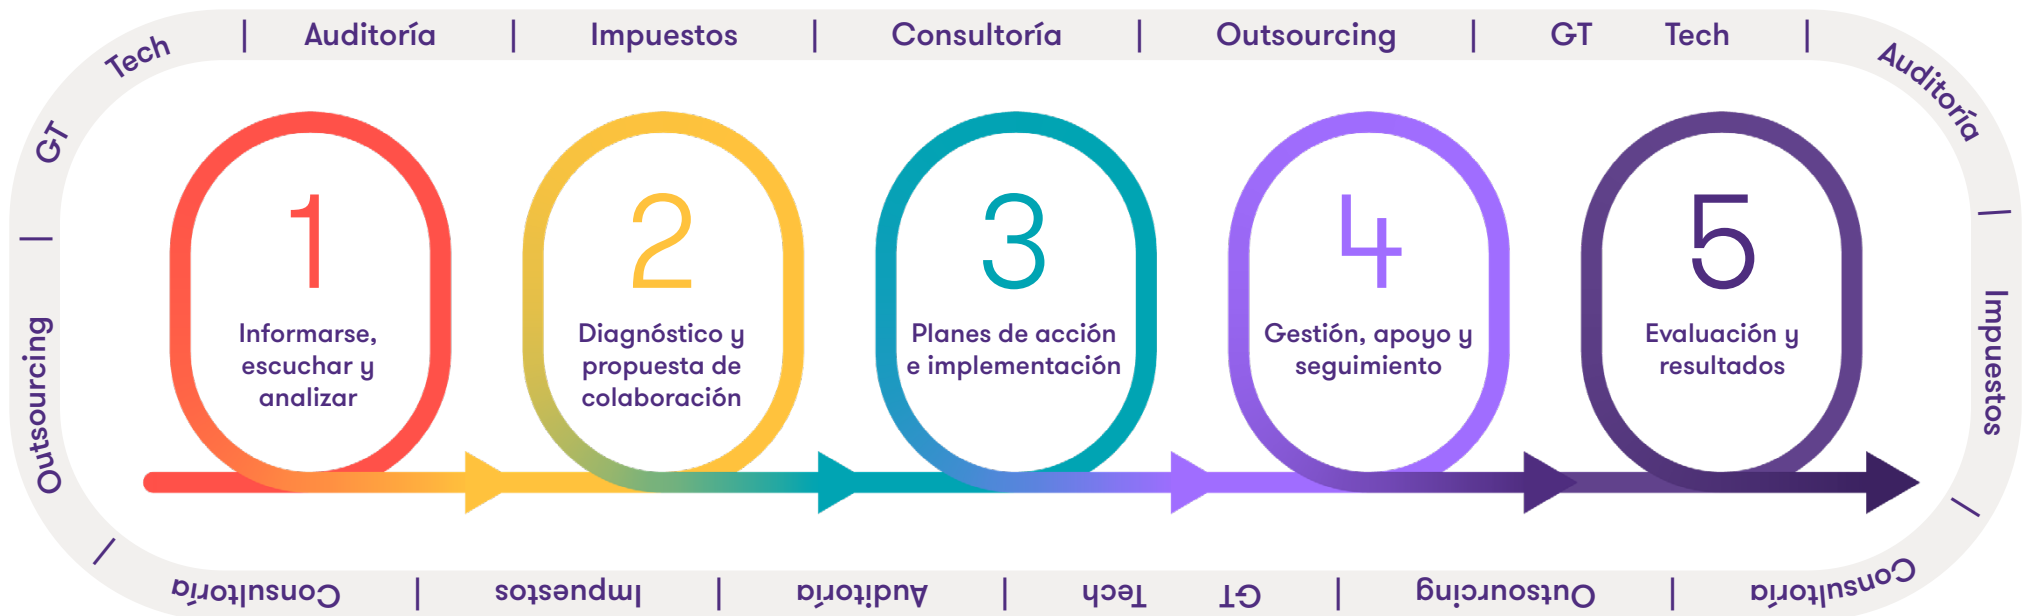 GT Tech | Auditoría | Impuestos | Consultoría | Outsourcing | GT Tech | Auditoría | Impuestos | Consultoría | Outsourcing | GT Tech | Auditoría | Impuestos | Consultoría | Outsourcing |
1
Informarse,
escuchar y
analizar
2
Diagnóstico y
propuesta de
colaboración
3
Planes de acción
e implementación
4
Gestión, apoyo y
seguimiento
5
Evaluación y
resultados